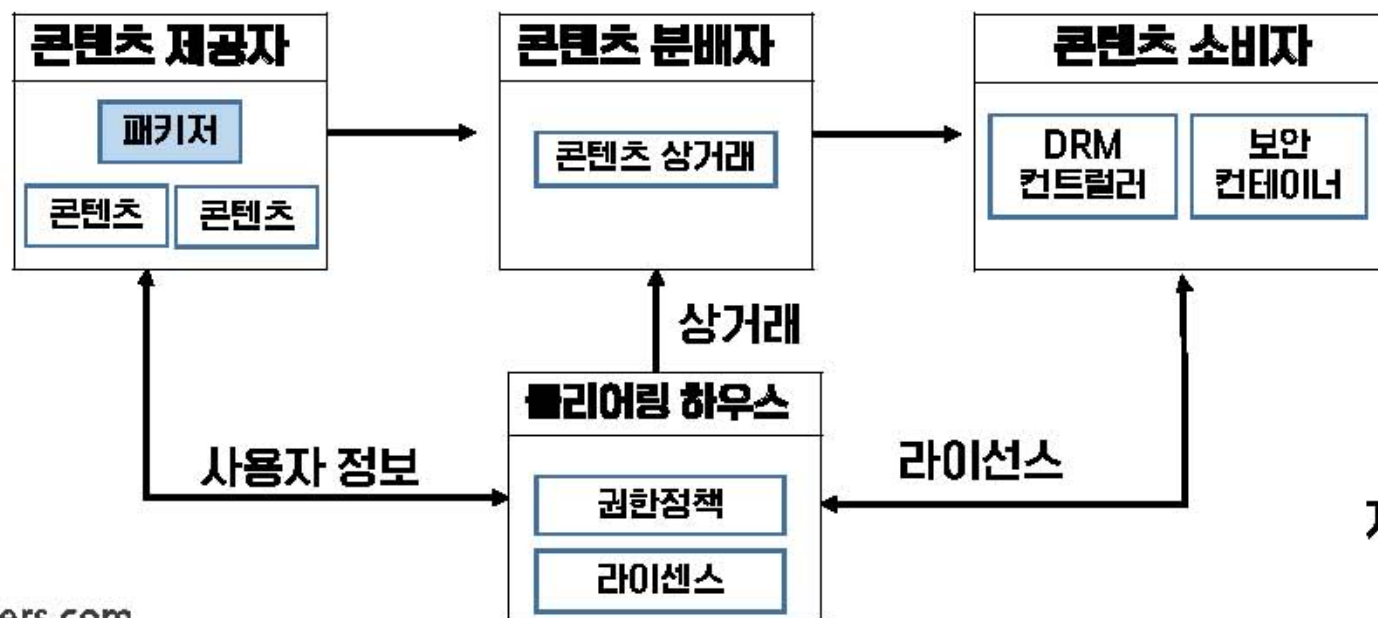 콘텐츠 제공자
패키저
콘텐츠
콘텐츠
콘텐츠 분배자
콘텐츠 상거래
콘텐츠 소비자
DRM
컨트럴러
보안
컨테이너
상거래
클리어링 하우스
권한정책
라이센스
사용자 정보
라이선스
ers.com